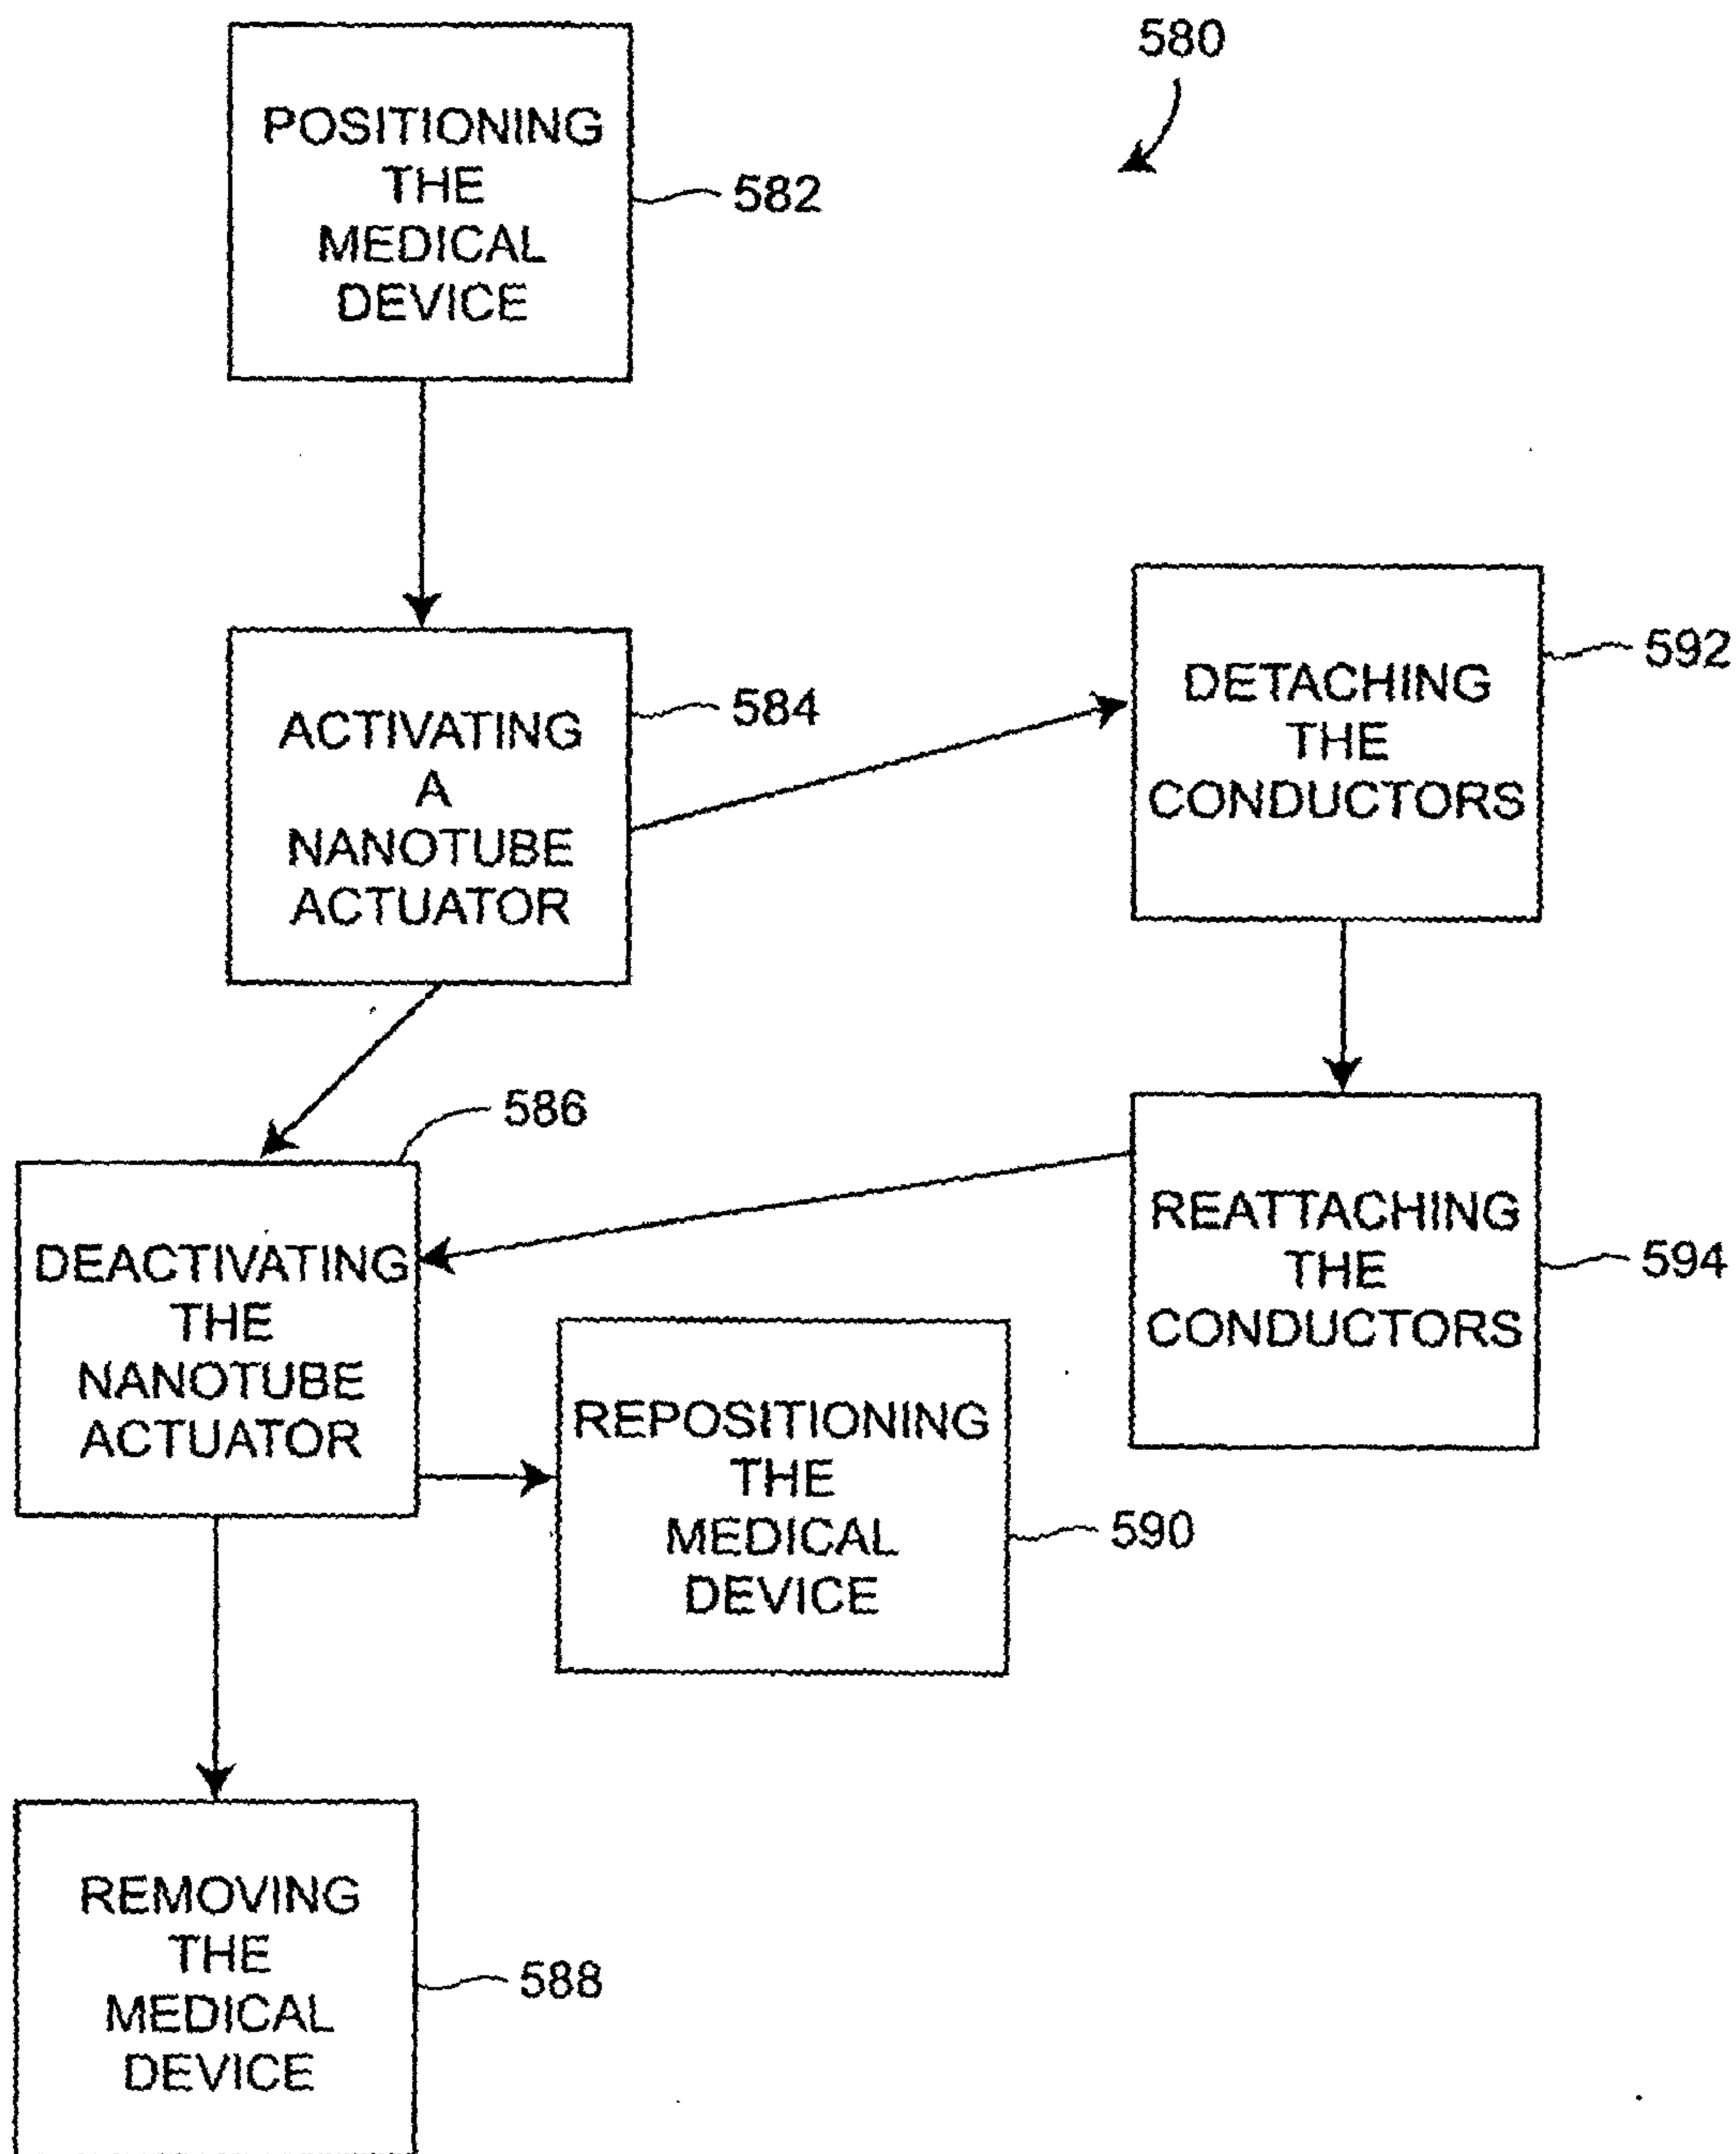 580
POSITIONING
THE
MEDICAL
DEVICE
582
ACTIVATING
A
NANOTUBE
ACTUATOR
584
DETACHING
THE
CONDUCTORS
592
586
DEACTIVATING
THE
NANOTUBE
ACTUATOR
REATTACHING
THE
CONDUCTORS
594
REPOSITIONING
THE
MEDICAL
DEVICE
590
REMOVING
THE
MEDICAL
DEVICE
588